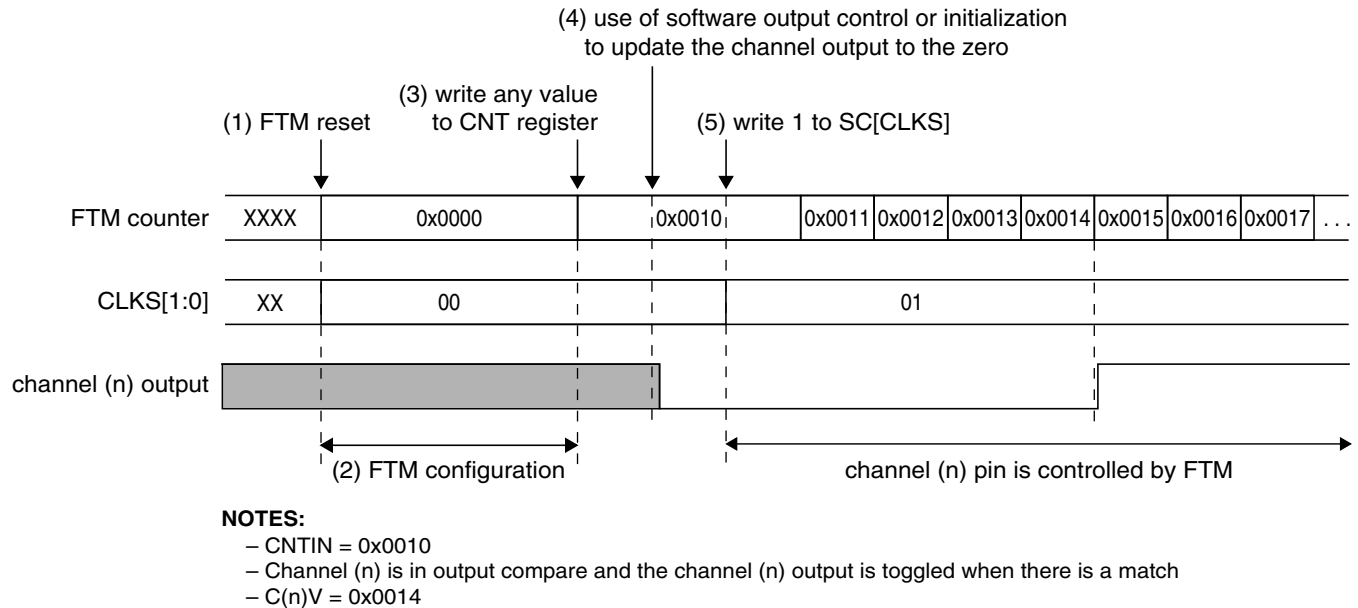 (4) use of software output control or initialization
to update the channel output to the zero
(3) write any value
to CNT register
(1) FTM reset
(5) write 1 to SC[CLKS]
FTM counter XXXX 0x0000 0x0010 0x0011 0x0012 0x0013 0x0014 0x0015 0x0016 0x0017 . . .
CLKS[1:0] XX 00 01
channel (n) output
(2) FTM configuration
channel (n) pin is controlled by FTM
NOTES:
– CNTIN = 0x0010
– Channel (n) is in output compare and the channel (n) output is toggled when there is a match
– C(n)V = 0x0014